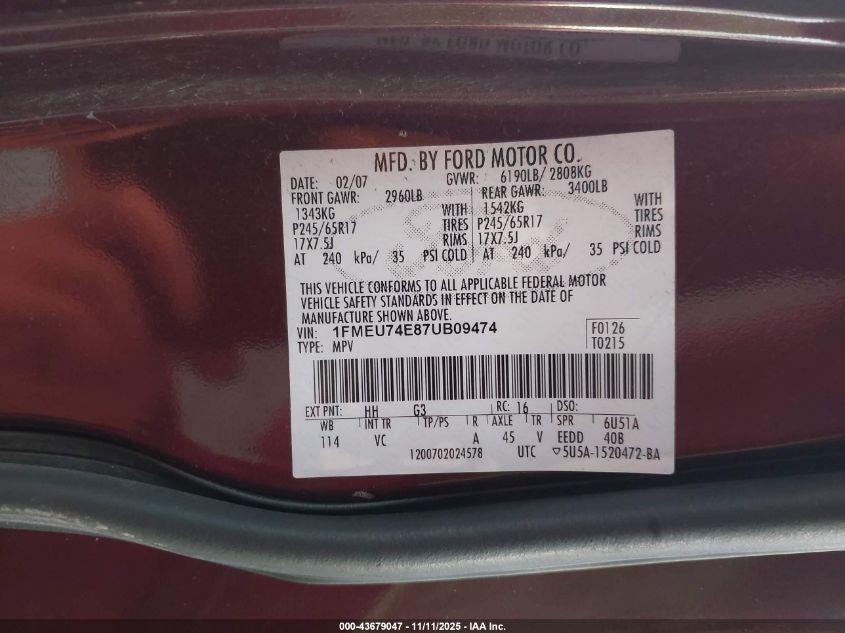 MFD. BY FORD MOTOR CO.
DATE: 02/07 GVWR: 6190LB/ 2808KG
FRONT GAWR: 2960LB REAR GAWR: 3400LB
1343KG WITH 1542KG WITH
P245/65R17 TIRES P245/65R17 TIRES
17X7.5J RIMS 17X7.5J RIMS
AT 240 kPa/ 35 PSI COLD AT 240 kPa/ 35 PSI COLD
THIS VEHICLE CONFORMS TO ALL APPLICABLE FEDERAL MOTOR
VEHICLE SAFETY STANDARDS IN EFFECT ON THE DATE OF
MANUFACTURE SHOWN ABOVE.
VIN: 1FMEU74E87UB09474 F0126
TYPE: MPV T0215
EXT PNT: HH G3 RC: 16 DSO:
WB INT TR TP/PS R AXLE TR SPR 6U51A
114 VC A 45 V EEDD 40B
1200702024578 UTC ▽5U5A-1520472-BA
000-43679047 - 11/11/2025 - IAA Inc.